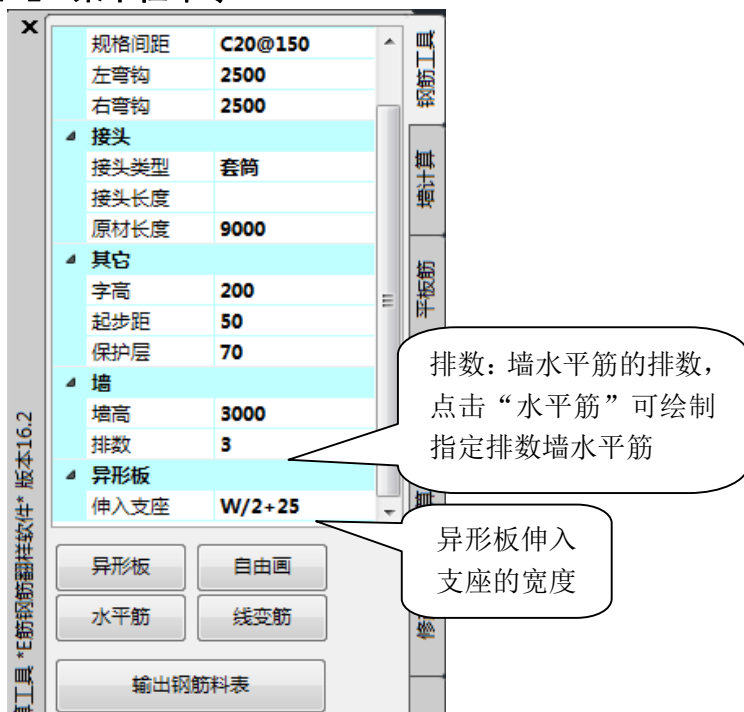 规格间距 C20@150
左弯钩 2500
右弯钩 2500
接头
接头类型 套筒
接头长度
原材长度 9000
其它
字高 200
起步距 50
保护层 70
墙
墙高 3000
排数 3
异形板
伸入支座 W/2+25
异形板 自由画
水平筋 线变筋
输出钢筋料表
钢筋工具
墙计算
平板筋
排数：墙水平筋的排数，
点击“水平筋”可绘制
指定排数墙水平筋
异形板伸入
支座的宽度
工具 *E筋钢筋翻样软件* 版本16.2